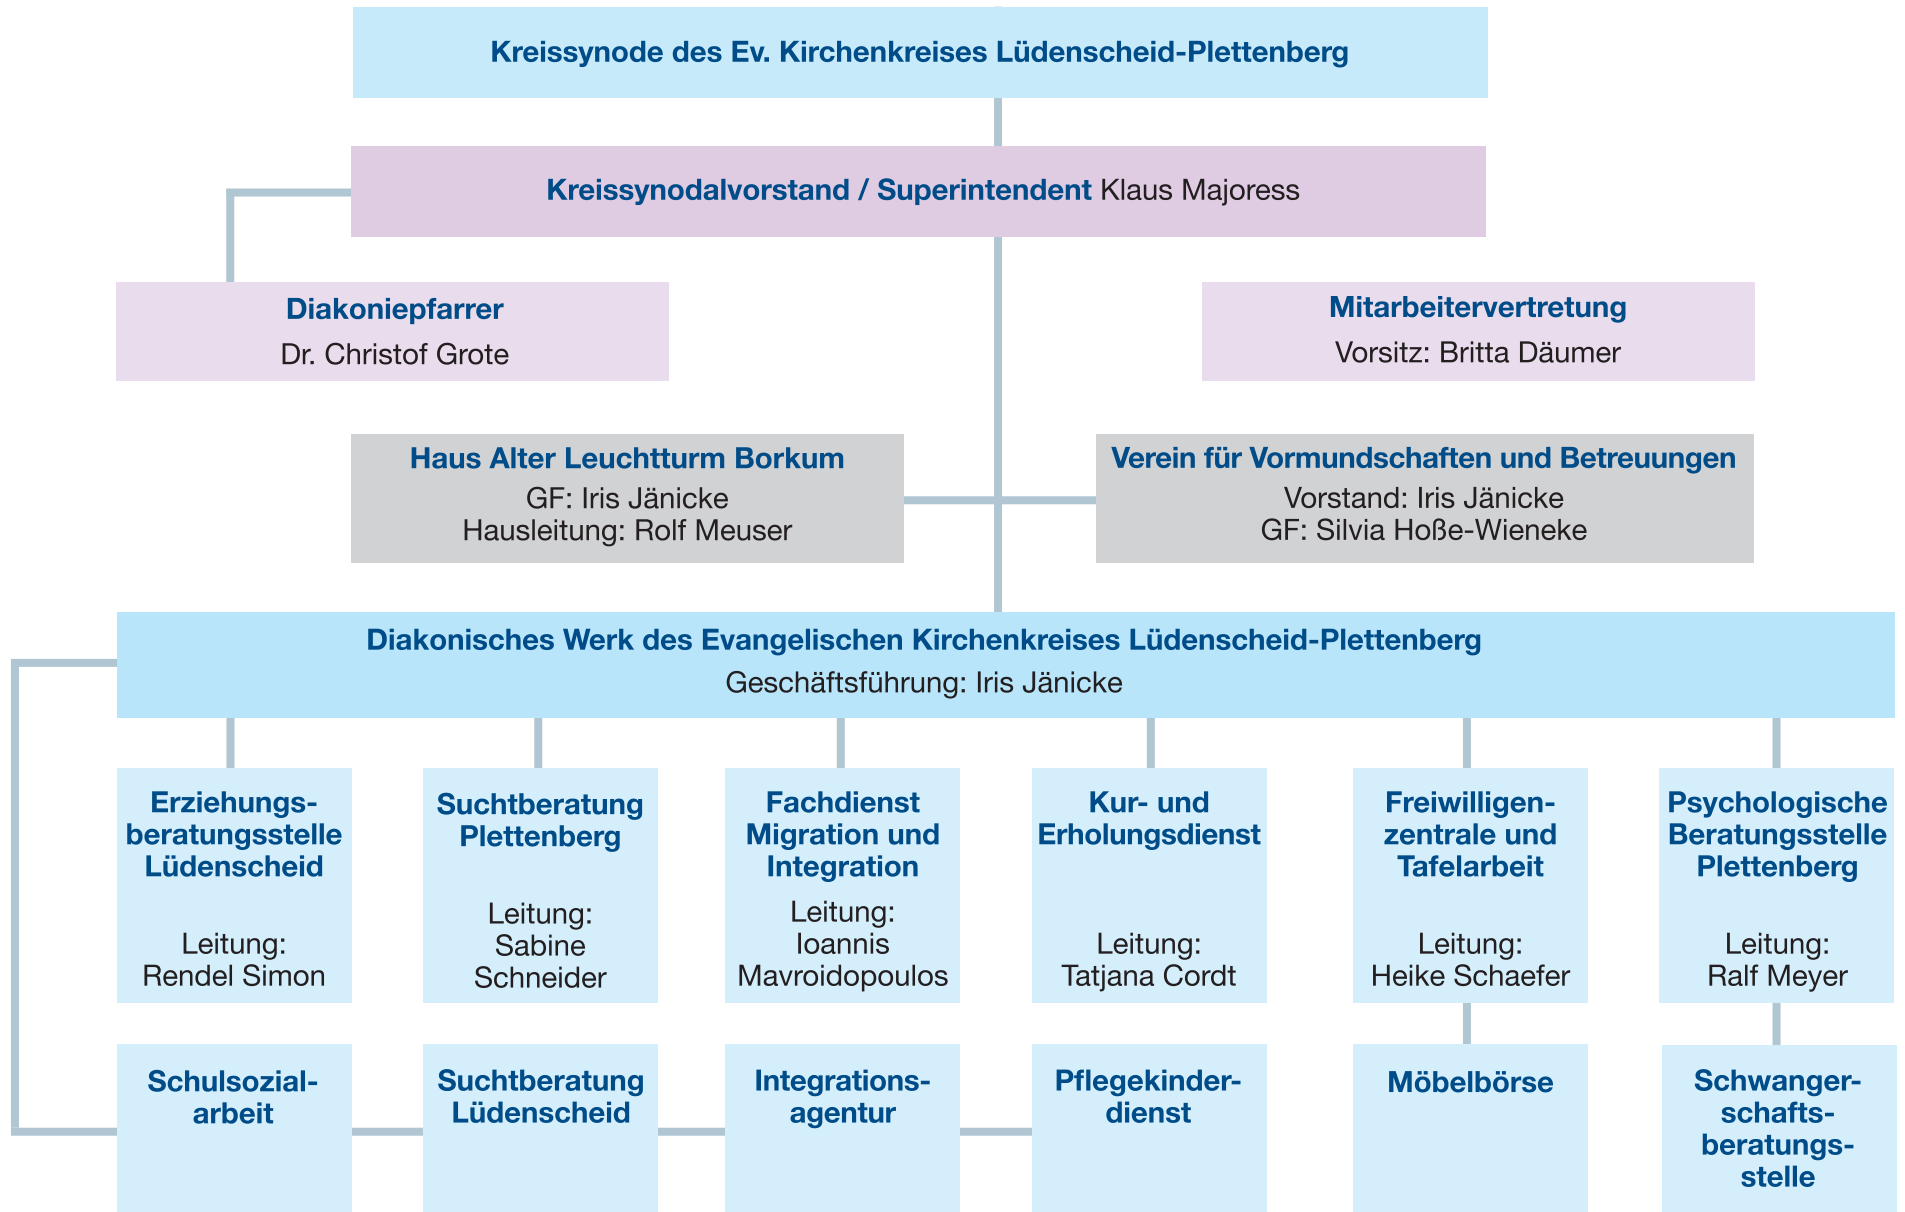 Kreissynode des Ev. Kirchenkreises Lüdenscheid-Plettenberg
Kreissynodalvorstand / Superintendent Klaus Majoress
Diakoniepfarrer
Dr. Christof Grote
Mitarbeitervertretung
Vorsitz: Britta Däumer
Haus Alter Leuchtturm Borkum
GF: Iris Jänicke
Hausleitung: Rolf Meuser
Verein für Vormundschaften und Betreuungen
Vorstand: Iris Jänicke
GF: Silvia Hoße-Wieneke
Diakonisches Werk des Evangelischen Kirchenkreises Lüdenscheid-Plettenberg
Geschäftsführung: Iris Jänicke
Erziehungs-
beratungsstelle
Lüdenscheid
Leitung:
Rendel Simon
Suchtberatung
Plettenberg
Leitung:
Sabine
Schneider
Fachdienst
Migration und
Integration
Leitung:
Ioannis
Mavroidopoulos
Kur- und
Erholungsdienst
Leitung:
Tatjana Cordt
Freiwilligen-
zentrale und
Tafelarbeit
Leitung:
Heike Schaefer
Psychologische
Beratungsstelle
Plettenberg
Leitung:
Ralf Meyer
Schulsozial-
arbeit
Suchtberatung
Lüdenscheid
Integrations-
agentur
Pflegekinder-
dienst
Möbelbörse
Schwanger-
schafts-
beratungs-
stelle